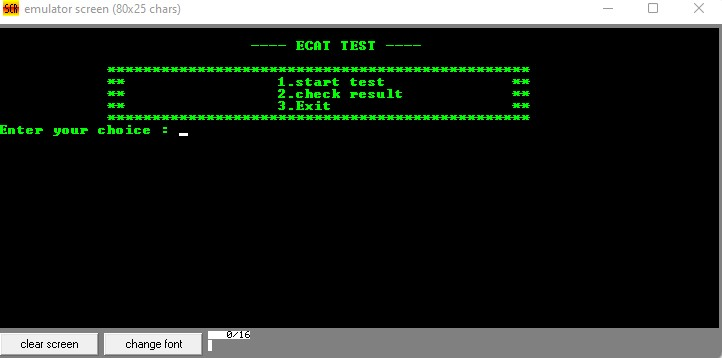 SCR emulator screen (80x25 chars)
---- ECAT TEST ----
***********************************************
** 1.start test **
** 2.check result **
** 3.Exit **
***********************************************
Enter your choice : _
clear screen change font 0/16